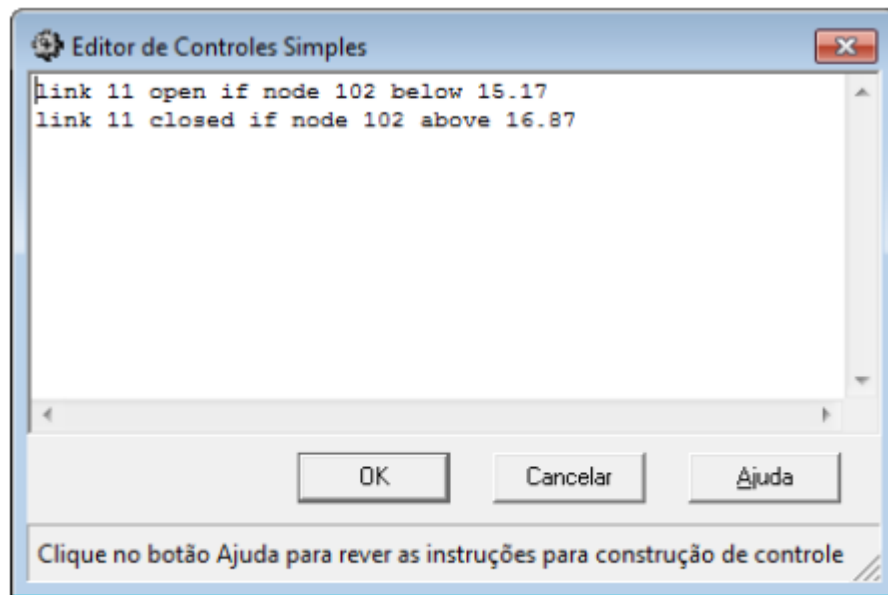 Editor de Controles Simples
link 11 open if node 102 below 15.17
link 11 closed if node 102 above 16.87
OK Cancelar Ajuda
Clique no botão Ajuda para rever as instruções para construção de controle